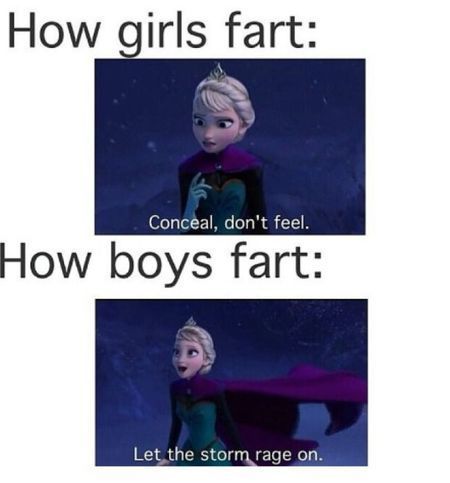 How girls fart:
Conceal, don't feel.
How boys fart:
Let the storm rage on.